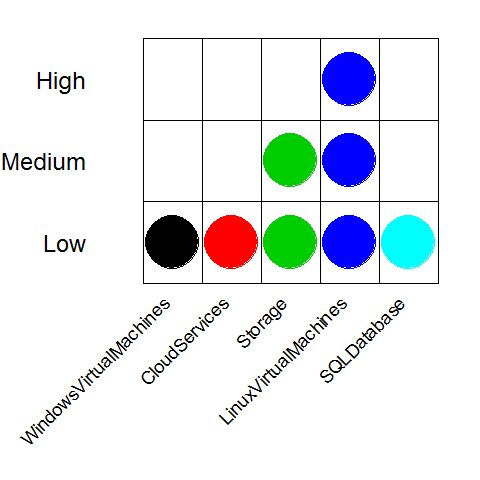 High
Medium
Low
WindowsVirtualMachines
CloudServices
Storage
LinuxVirtualMachines
SQLDatabase